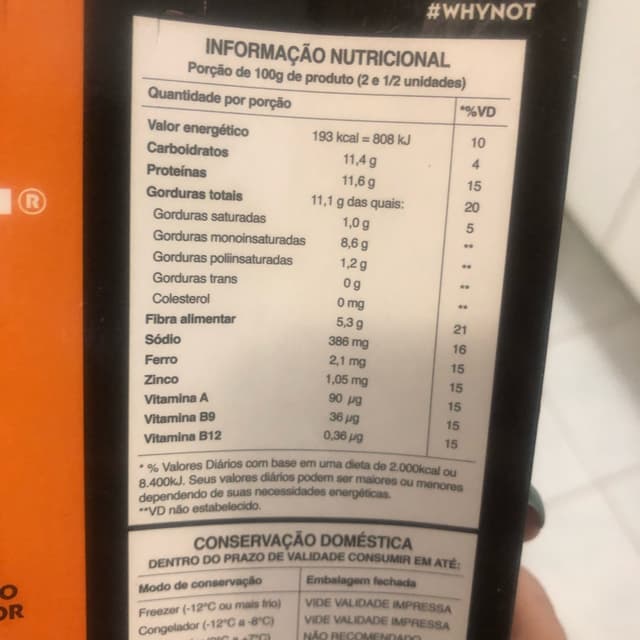 #WHYNOT
INFORMAÇÃO NUTRICIONAL
Porção de 100g de produto (2 e 1/2 unidades)
Quantidade por porção *%VD
Valor energético 193 kcal = 808 kJ 10
Carboidratos 11,4 g 4
Proteínas 11,6 g 15
Gorduras totais 11,1 g das quais: 20
Gorduras saturadas 1,0 g 5
Gorduras monoinsaturadas 8,6 g **
Gorduras poliinsaturadas 1,2 g **
Gorduras trans 0 g **
Colesterol 0 mg **
Fibra alimentar 5,3 g 21
Sódio 386 mg 16
Ferro 2,1 mg 15
Zinco 1,05 mg 15
Vitamina A 90 µg 15
Vitamina B9 36 µg 15
Vitamina B12 0,36 µg 15
* % Valores Diários com base em uma dieta de 2.000kcal ou
8.400kJ. Seus valores diários podem ser maiores ou menores
dependendo de suas necessidades energéticas.
**VD não estabelecido.
CONSERVAÇÃO DOMÉSTICA
DENTRO DO PRAZO DE VALIDADE CONSUMIR EM ATÉ:
Modo de conservação Embalagem fechada
Freezer (-12°C ou mais frio) VIDE VALIDADE IMPRESSA
Congelador (-12°C a -8°C) VIDE VALIDADE IMPRESSA
NÃO RECOMENDADO
®
O
OR